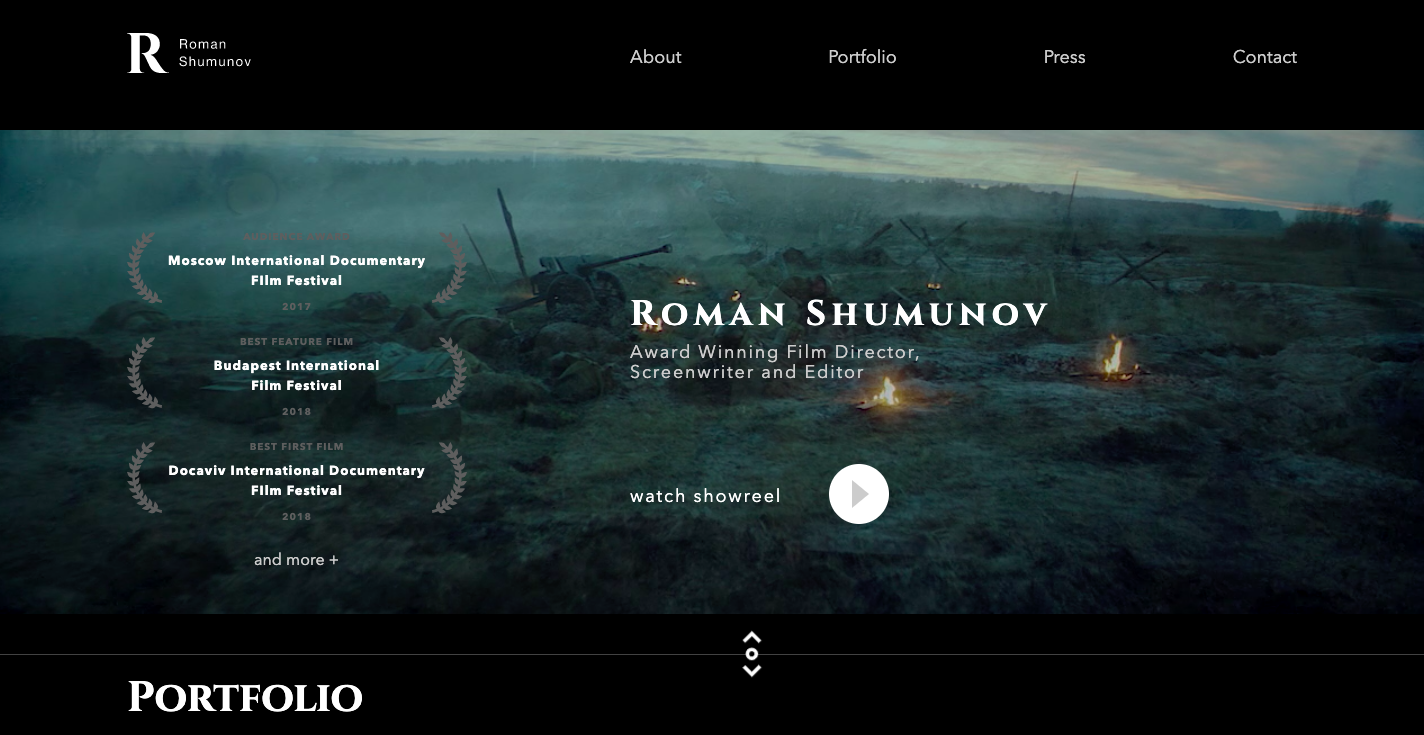 R
Roman
Shumunov
About
Portfolio
Press
Contact
AUDIENCE AWARD
Moscow International Documentary
FIlm Festival
2017
BEST FEATURE FILM
Budapest International
Film Festival
2018
BEST FIRST FILM
Docaviv International Documentary
FIlm Festival
2018
and more +
Roman Shumunov
Award Winning Film Director,
Screenwriter and Editor
watch showreel
Portfolio